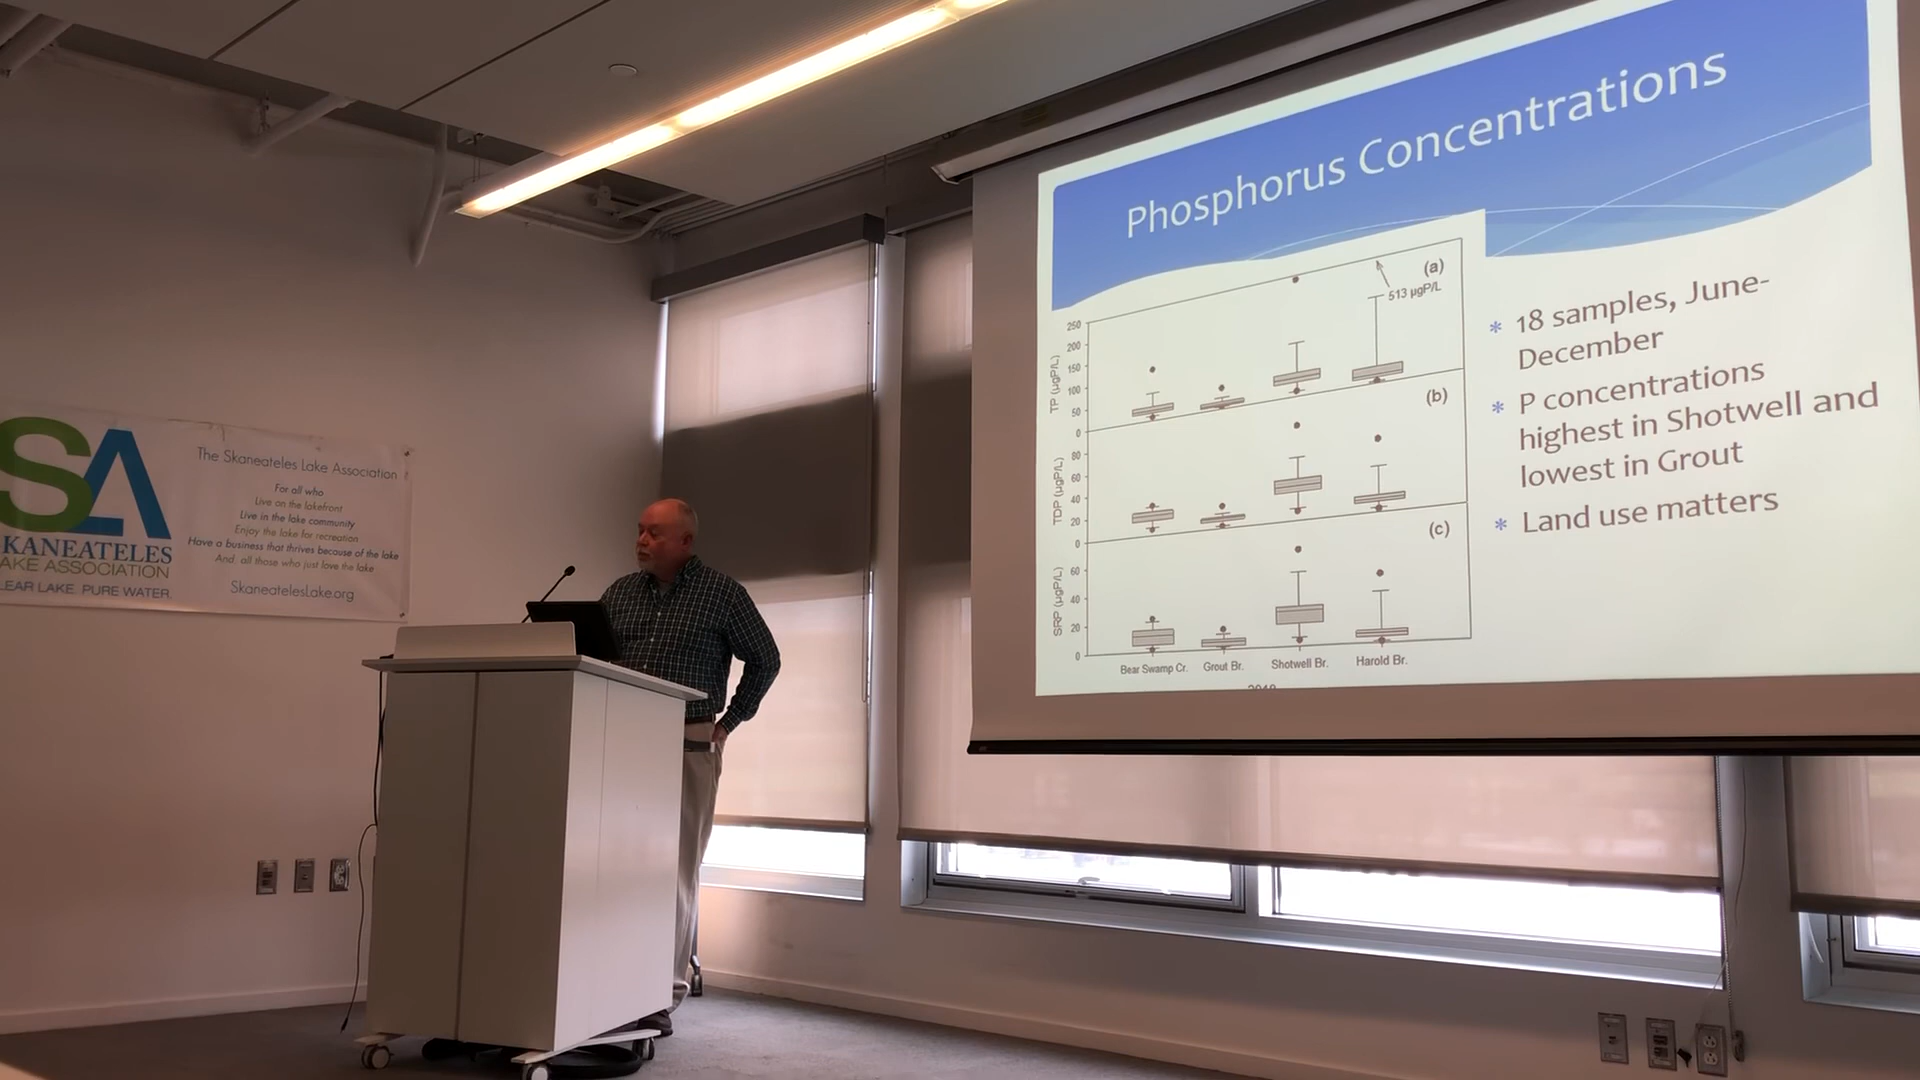 SA
KANEATELES
AKE ASSOCIATION
LEAR LAKE. PURE WATER.
The Skaneateles Lake Association
For all who
Live on the lakefront
Live in the lake community
Enjoy the lake for recreation
Have a business that thrives because of the lake
And, all those who just love the lake
SkaneatelesLake.org
Phosphorus Concentrations
(a)
513 µgP/L
TP (µgP/L)
250
200
150
100
50
0
(b)
TDP (µgP/L)
80
60
40
20
0
(c)
SRP (µgP/L)
60
40
20
0
Bear Swamp Cr. Grout Br. Shotwell Br. Harold Br.
* 18 samples, June-
December
* P concentrations
highest in Shotwell and
lowest in Grout
* Land use matters